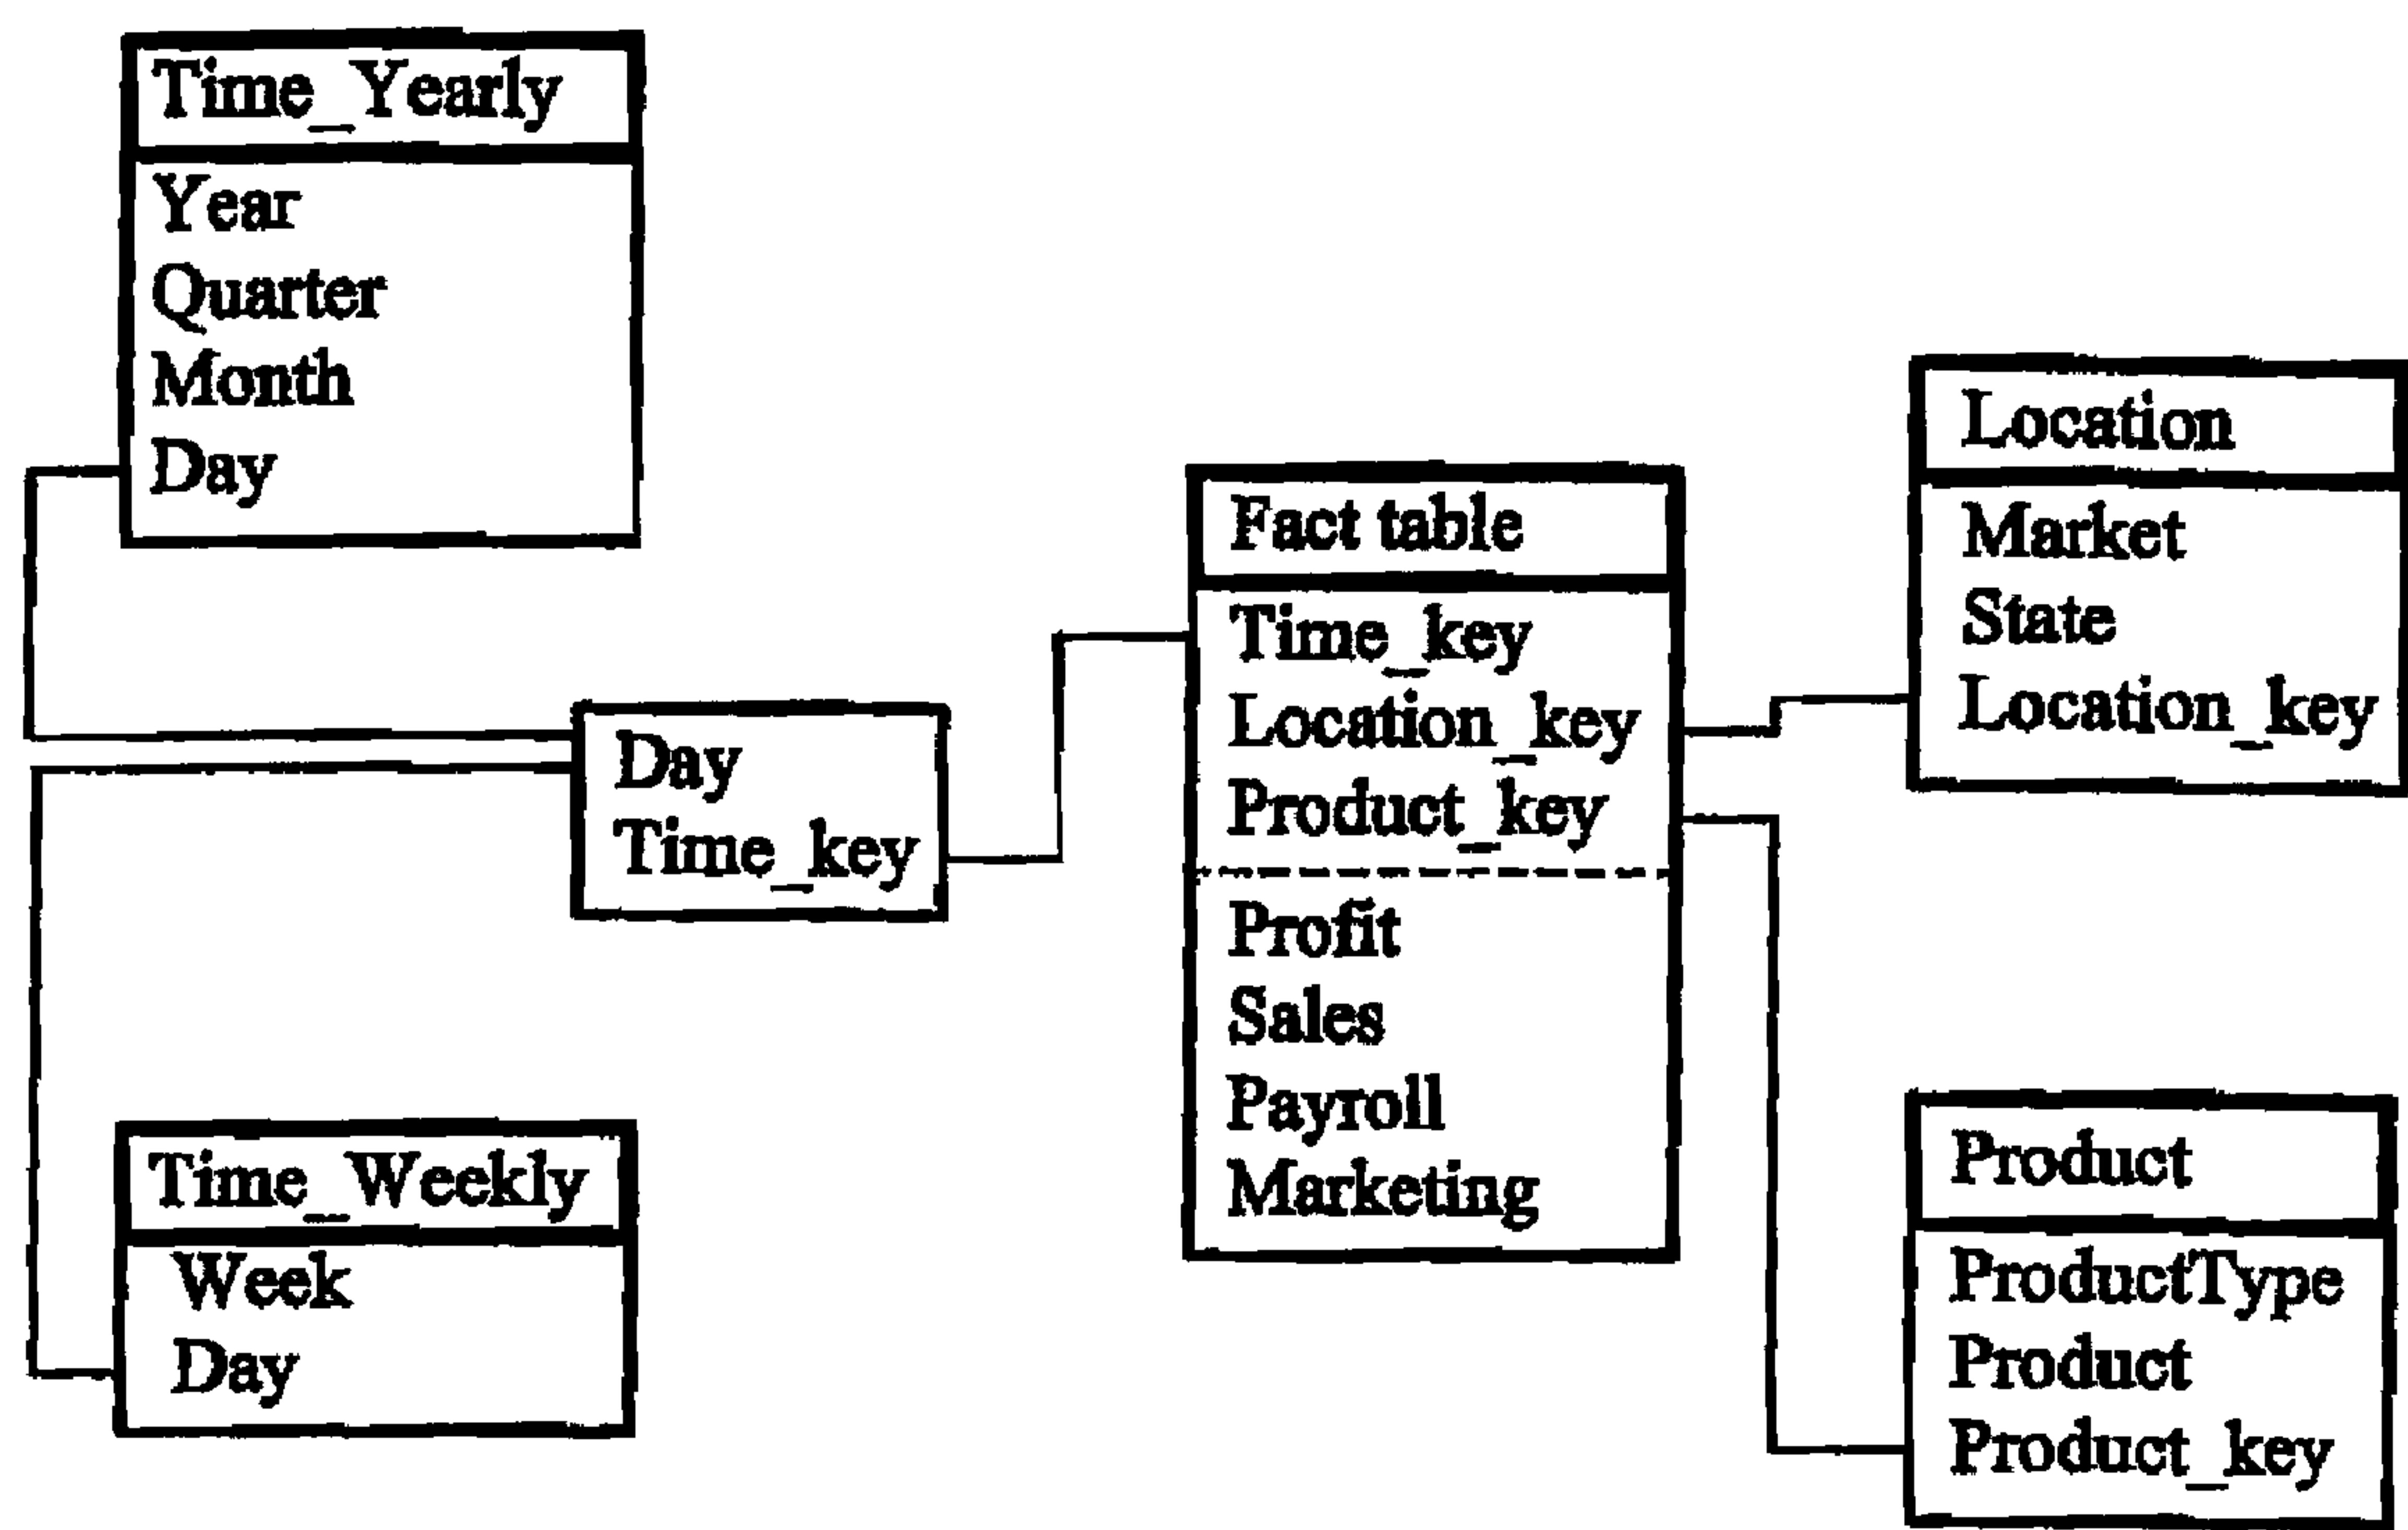 Time_Yearly
Year
Quarter
Month
Day
Day
Time_key
Time_Weekly
Week
Day
Fact table
Time_key
Location_key
Product_key
Profit
Sales
Payroll
Marketing
Location
Market
State
Location_key
Product
ProductType
Product
Product_key